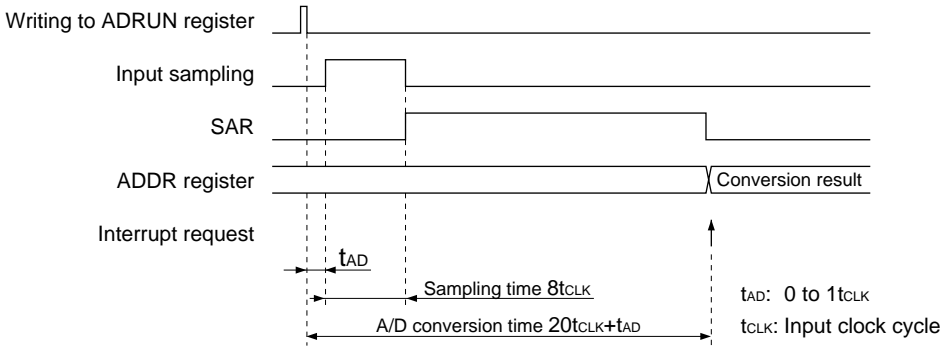 Writing to ADRUN register
Input sampling
SAR
ADDR register
Conversion result
Interrupt request
tAD
Sampling time 8tCLK
tAD: 0 to 1tCLK
A/D conversion time 20tCLK+tAD
tCLK: Input clock cycle